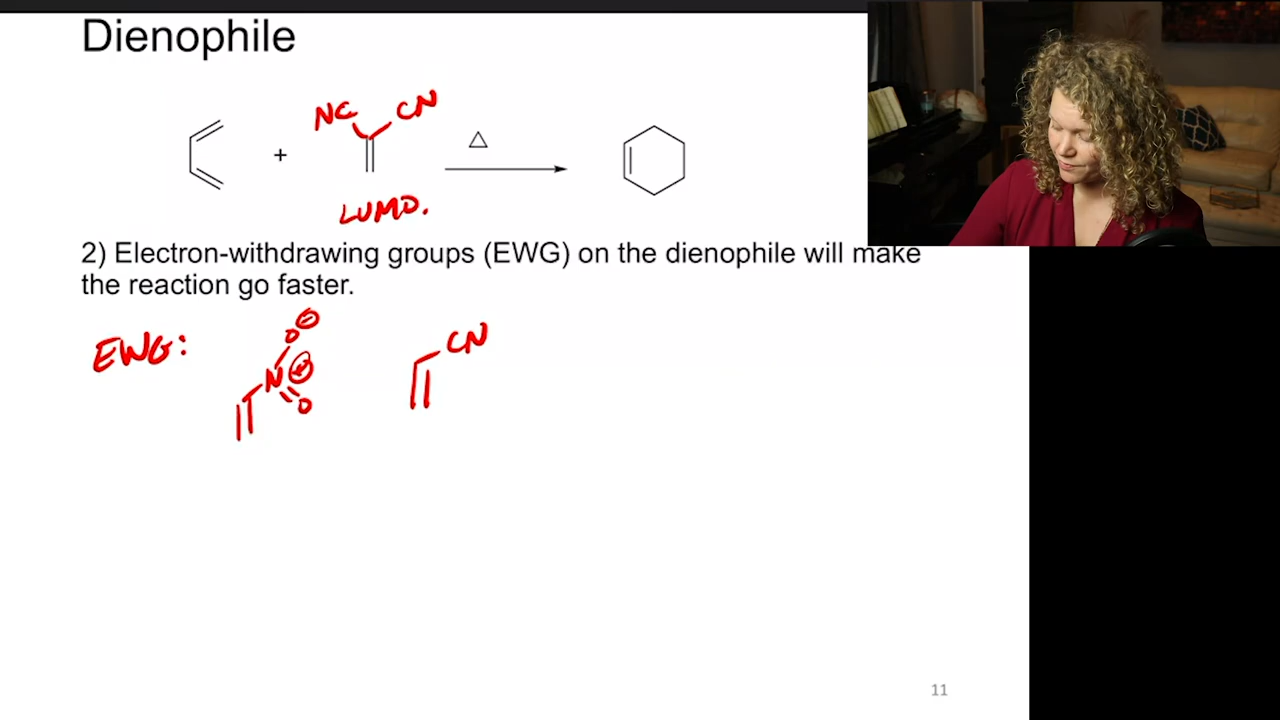 Dienophile
NC CN
+ △
LUMO.
2) Electron-withdrawing groups (EWG) on the dienophile will make
the reaction go faster.
EWG:
O ⊖
N ⊕
O
CN
11